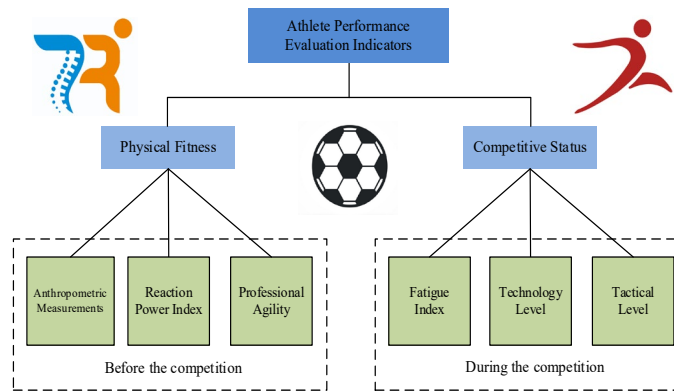 Athlete Performance
Evaluation Indicators
Physical Fitness
Competitive Status
Anthropometric
Measurements
Reaction
Power Index
Professional
Agility
Fatigue
Index
Technology
Level
Tactical
Level
Before the competition
During the competition